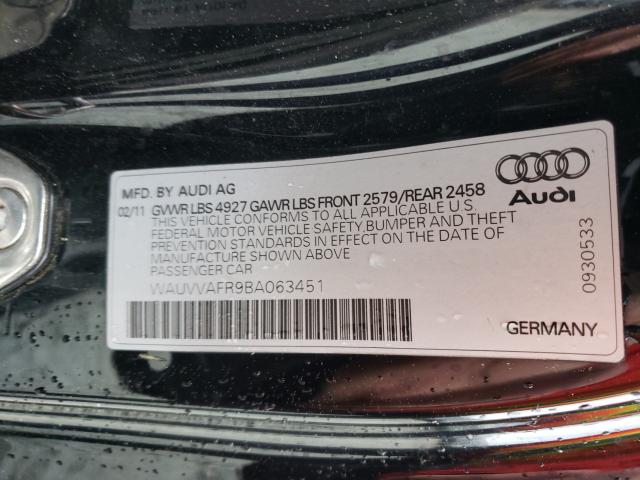 MFD. BY AUDI AG
02/11 GVWR LBS 4927 GAWR LBS FRONT 2579/REAR 2458
THIS VEHICLE CONFORMS TO ALL APPLICABLE U.S.
FEDERAL MOTOR VEHICLE SAFETY,BUMPER AND THEFT
PREVENTION STANDARDS IN EFFECT ON THE DATE OF
MANUFACTURE SHOWN ABOVE
PASSENGER CAR
WAUVVAFR9BA063451
Audi
0930533
GERMANY